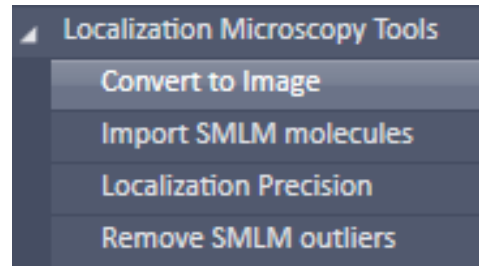 Localization Microscopy Tools
Convert to Image
Import SMLM molecules
Localization Precision
Remove SMLM outliers